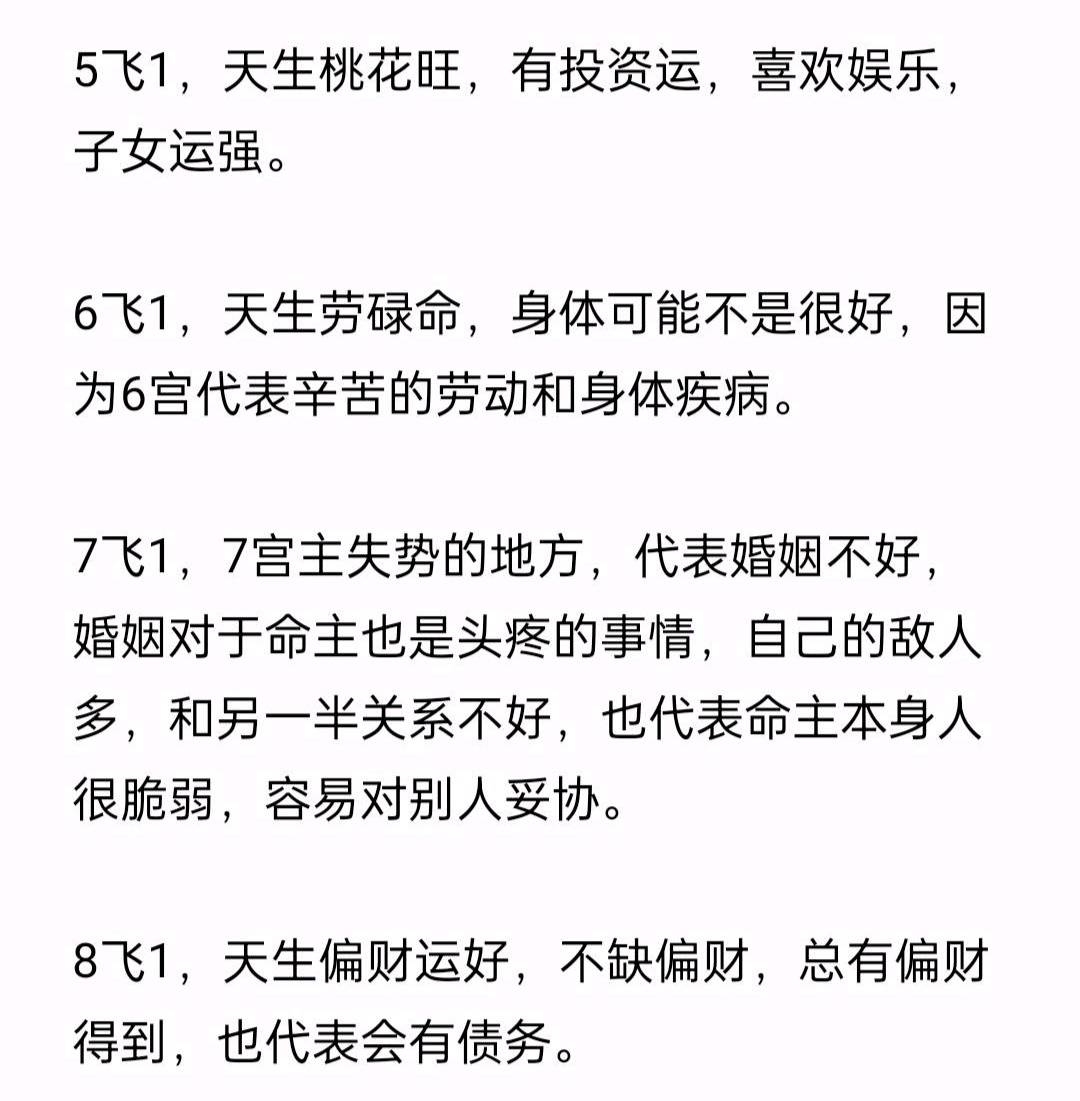 5飞1，天生桃花旺，有投资运，喜欢娱乐，
子女运强。
6飞1，天生劳碌命，身体可能不是很好，因
为6宫代表辛苦的劳动和身体疾病。
7飞1，7宫主失势的地方，代表婚姻不好，
婚姻对于命主也是头疼的事情，自己的敌人
多，和另一半关系不好，也代表命主本身人
很脆弱，容易对别人妥协。
8飞1，天生偏财运好，不缺偏财，总有偏财
得到，也代表会有债务。